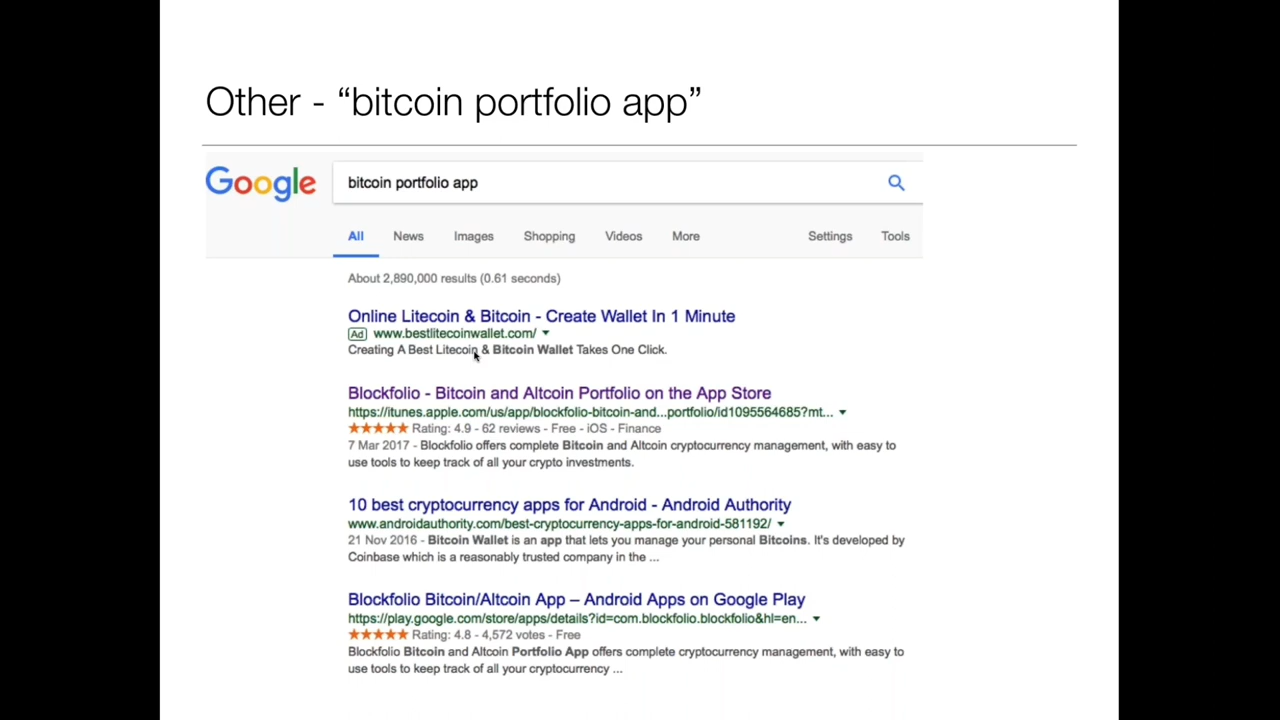 Other - “bitcoin portfolio app”
Google
bitcoin portfolio app
All News Images Shopping Videos More Settings Tools
About 2,890,000 results (0.61 seconds)
Online Litecoin & Bitcoin - Create Wallet In 1 Minute
Ad www.bestlitecoinwallet.com/
Creating A Best Litecoin & Bitcoin Wallet Takes One Click.
Blockfolio - Bitcoin and Altcoin Portfolio on the App Store
https://itunes.apple.com/us/app/blockfolio-bitcoin-and...portfolio/id1095564685?mt...
Rating: 4.9 - 62 reviews - Free - iOS - Finance
7 Mar 2017 - Blockfolio offers complete Bitcoin and Altcoin cryptocurrency management, with easy to
use tools to keep track of all your crypto investments.
10 best cryptocurrency apps for Android - Android Authority
www.androidauthority.com/best-cryptocurrency-apps-for-android-581192/
21 Nov 2016 - Bitcoin Wallet is an app that lets you manage your personal Bitcoins. It's developed by
Coinbase which is a reasonably trusted company in the ...
Blockfolio Bitcoin/Altcoin App – Android Apps on Google Play
https://play.google.com/store/apps/details?id=com.blockfolio.blockfolio&hl=en...
Rating: 4.8 - 4,572 votes - Free
Blockfolio Bitcoin and Altcoin Portfolio App offers complete cryptocurrency management, with easy to
use tools to keep track of all your cryptocurrency ...